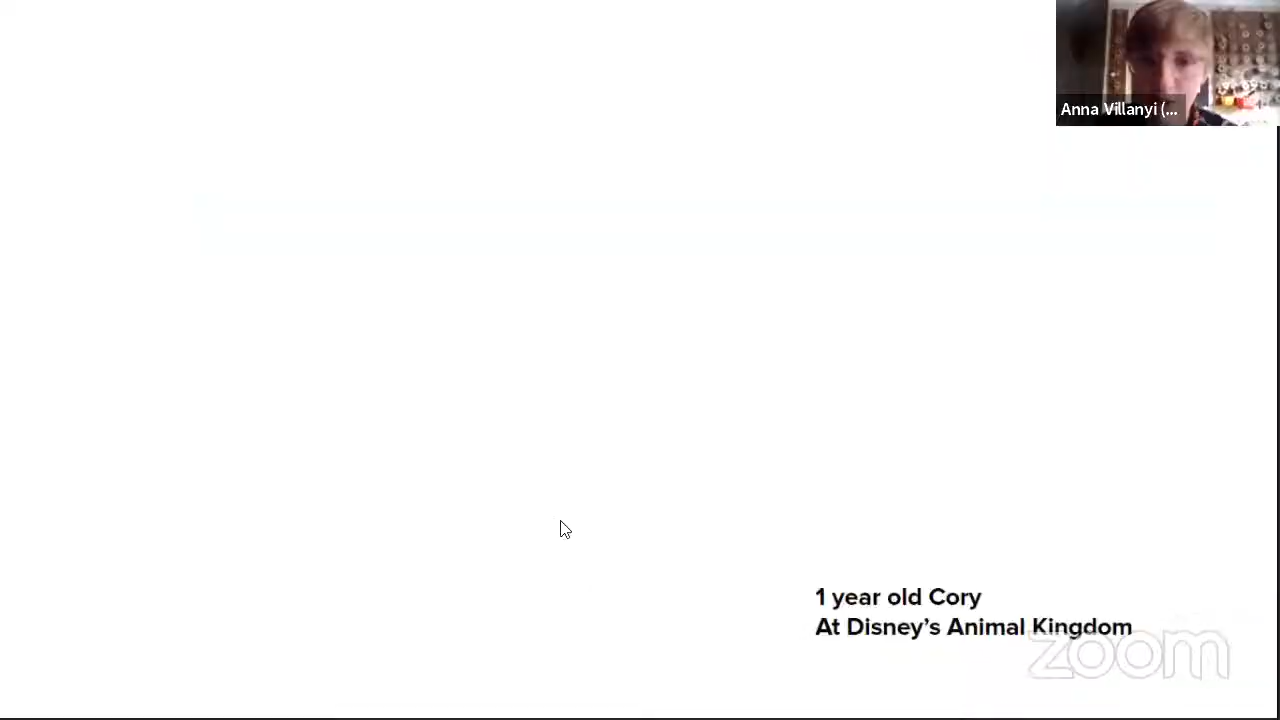 Anna Villanyi (...
1 year old Cory
At Disney's Animal Kingdom
zoom